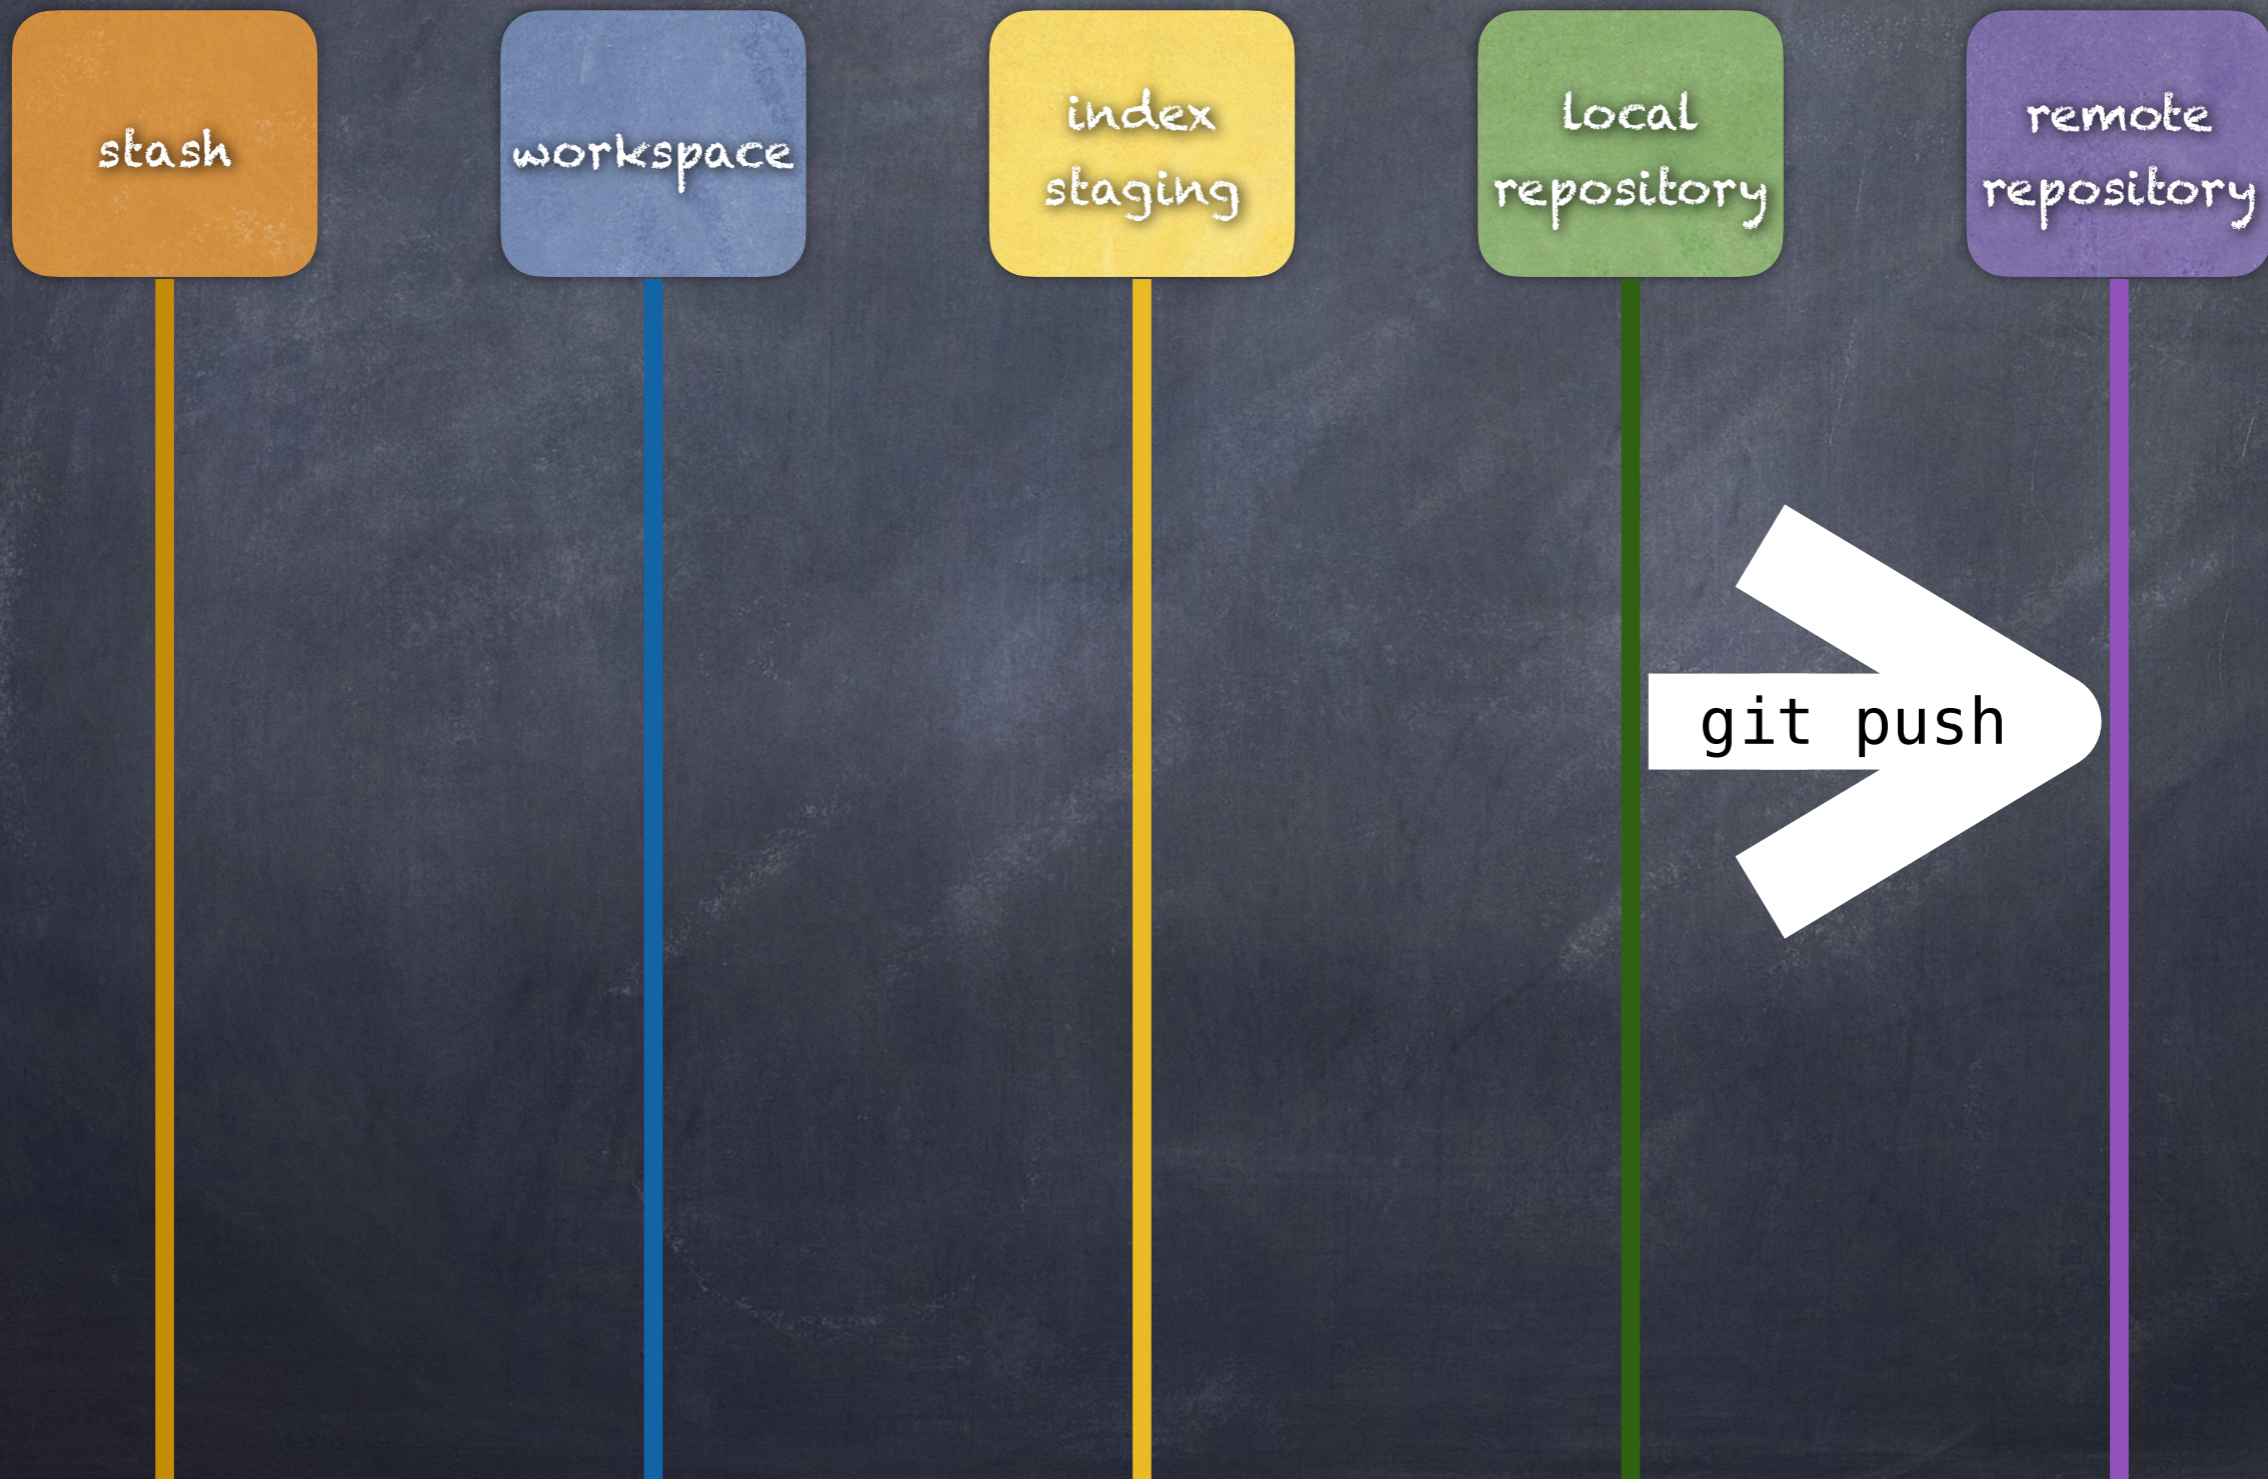 stash
workspace
index
staging
local
repository
remote
repository
git push